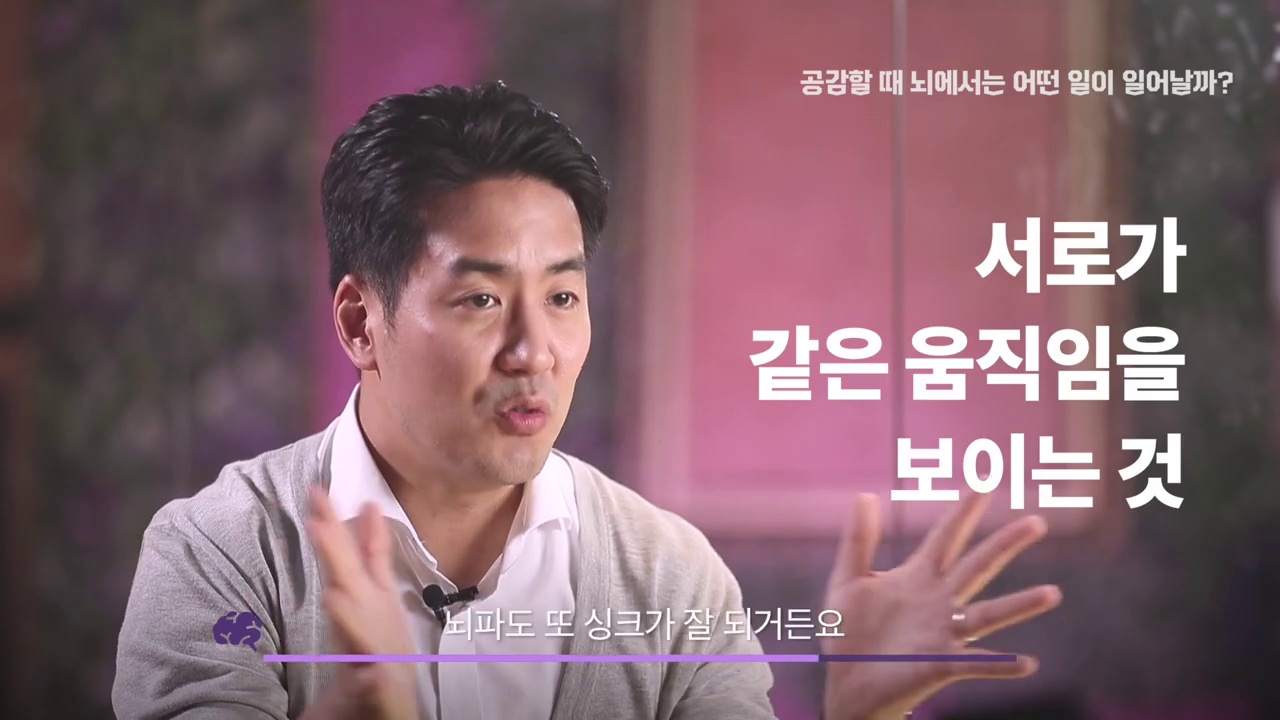 공감할 때 뇌에서는 어떤 일이 일어날까?
서로가
같은 움직임을
보이는 것
뇌파도 또 싱크가 잘 되거든요